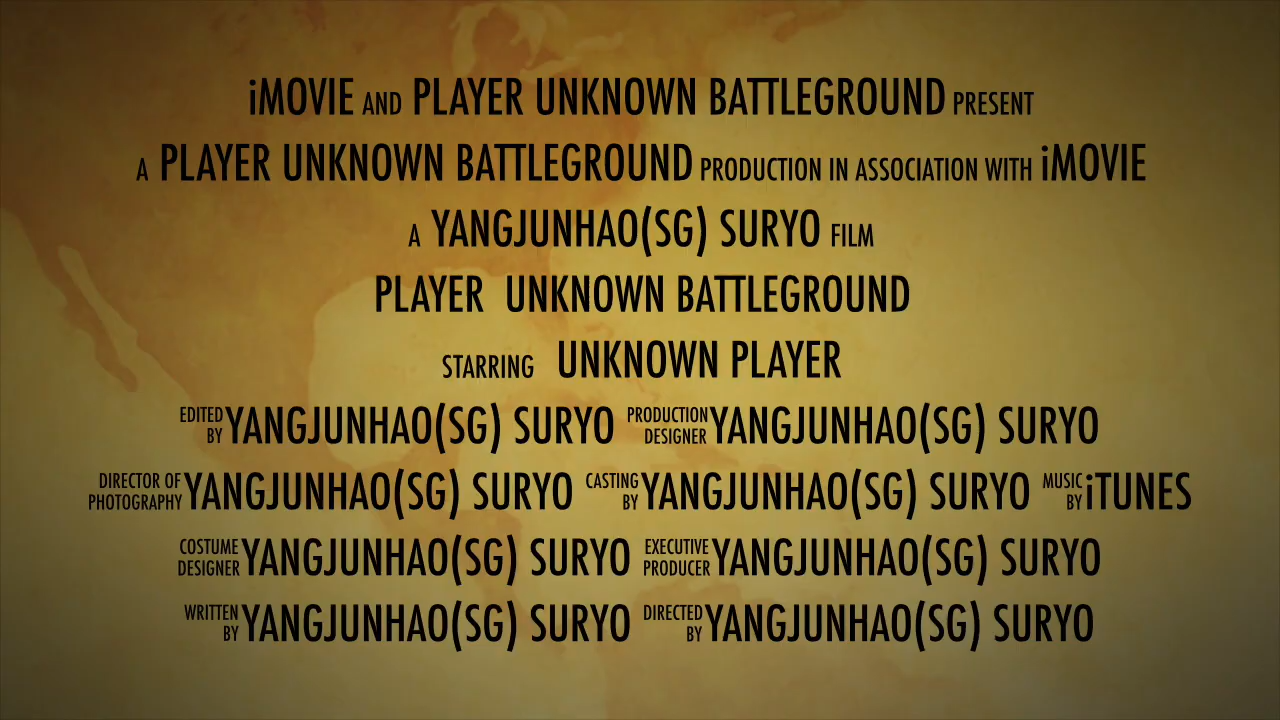 iMOVIE AND PLAYER UNKNOWN BATTLEGROUND PRESENT
A PLAYER UNKNOWN BATTLEGROUND PRODUCTION IN ASSOCIATION WITH iMOVIE
A YANGJUNHAO(SG) SURYO FILM
PLAYER UNKNOWN BATTLEGROUND
STARRING UNKNOWN PLAYER
EDITED BY YANGJUNHAO(SG) SURYO PRODUCTION DESIGNER YANGJUNHAO(SG) SURYO
DIRECTOR OF PHOTOGRAPHY YANGJUNHAO(SG) SURYO CASTING BY YANGJUNHAO(SG) SURYO MUSIC BY iTUNES
COSTUME DESIGNER YANGJUNHAO(SG) SURYO EXECUTIVE PRODUCER YANGJUNHAO(SG) SURYO
WRITTEN BY YANGJUNHAO(SG) SURYO DIRECTED BY YANGJUNHAO(SG) SURYO